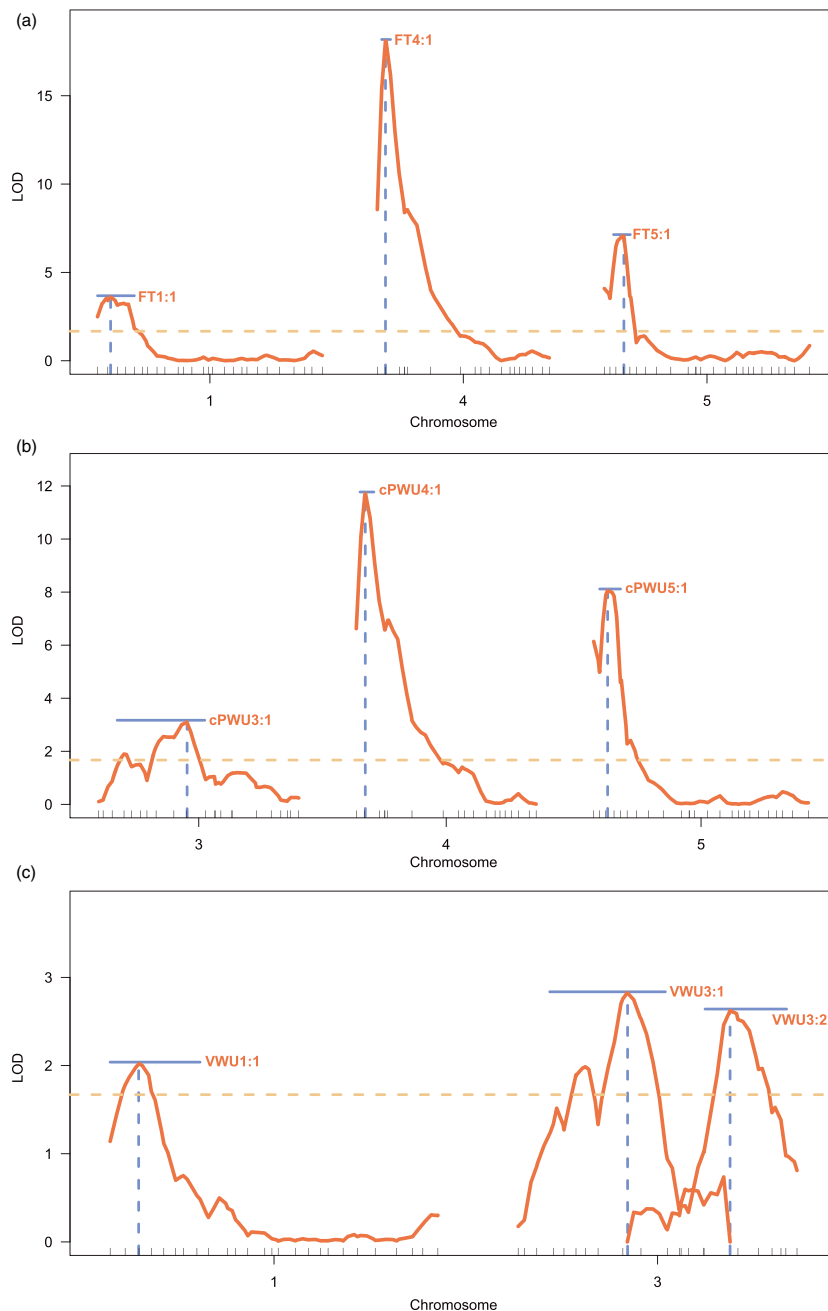 (a)
FT4:1
15
LOD
10
FT5:1
5
FT1:1
0
1
4
5
Chromosome
(b)
12
cPWU4:1
10
cPWU5:1
8
LOD
6
4
cPWU3:1
2
0
3
4
5
Chromosome
(c)
3
VWU3:1
VWU3:2
VWU1:1
2
LOD
1
0
1
3
Chromosome